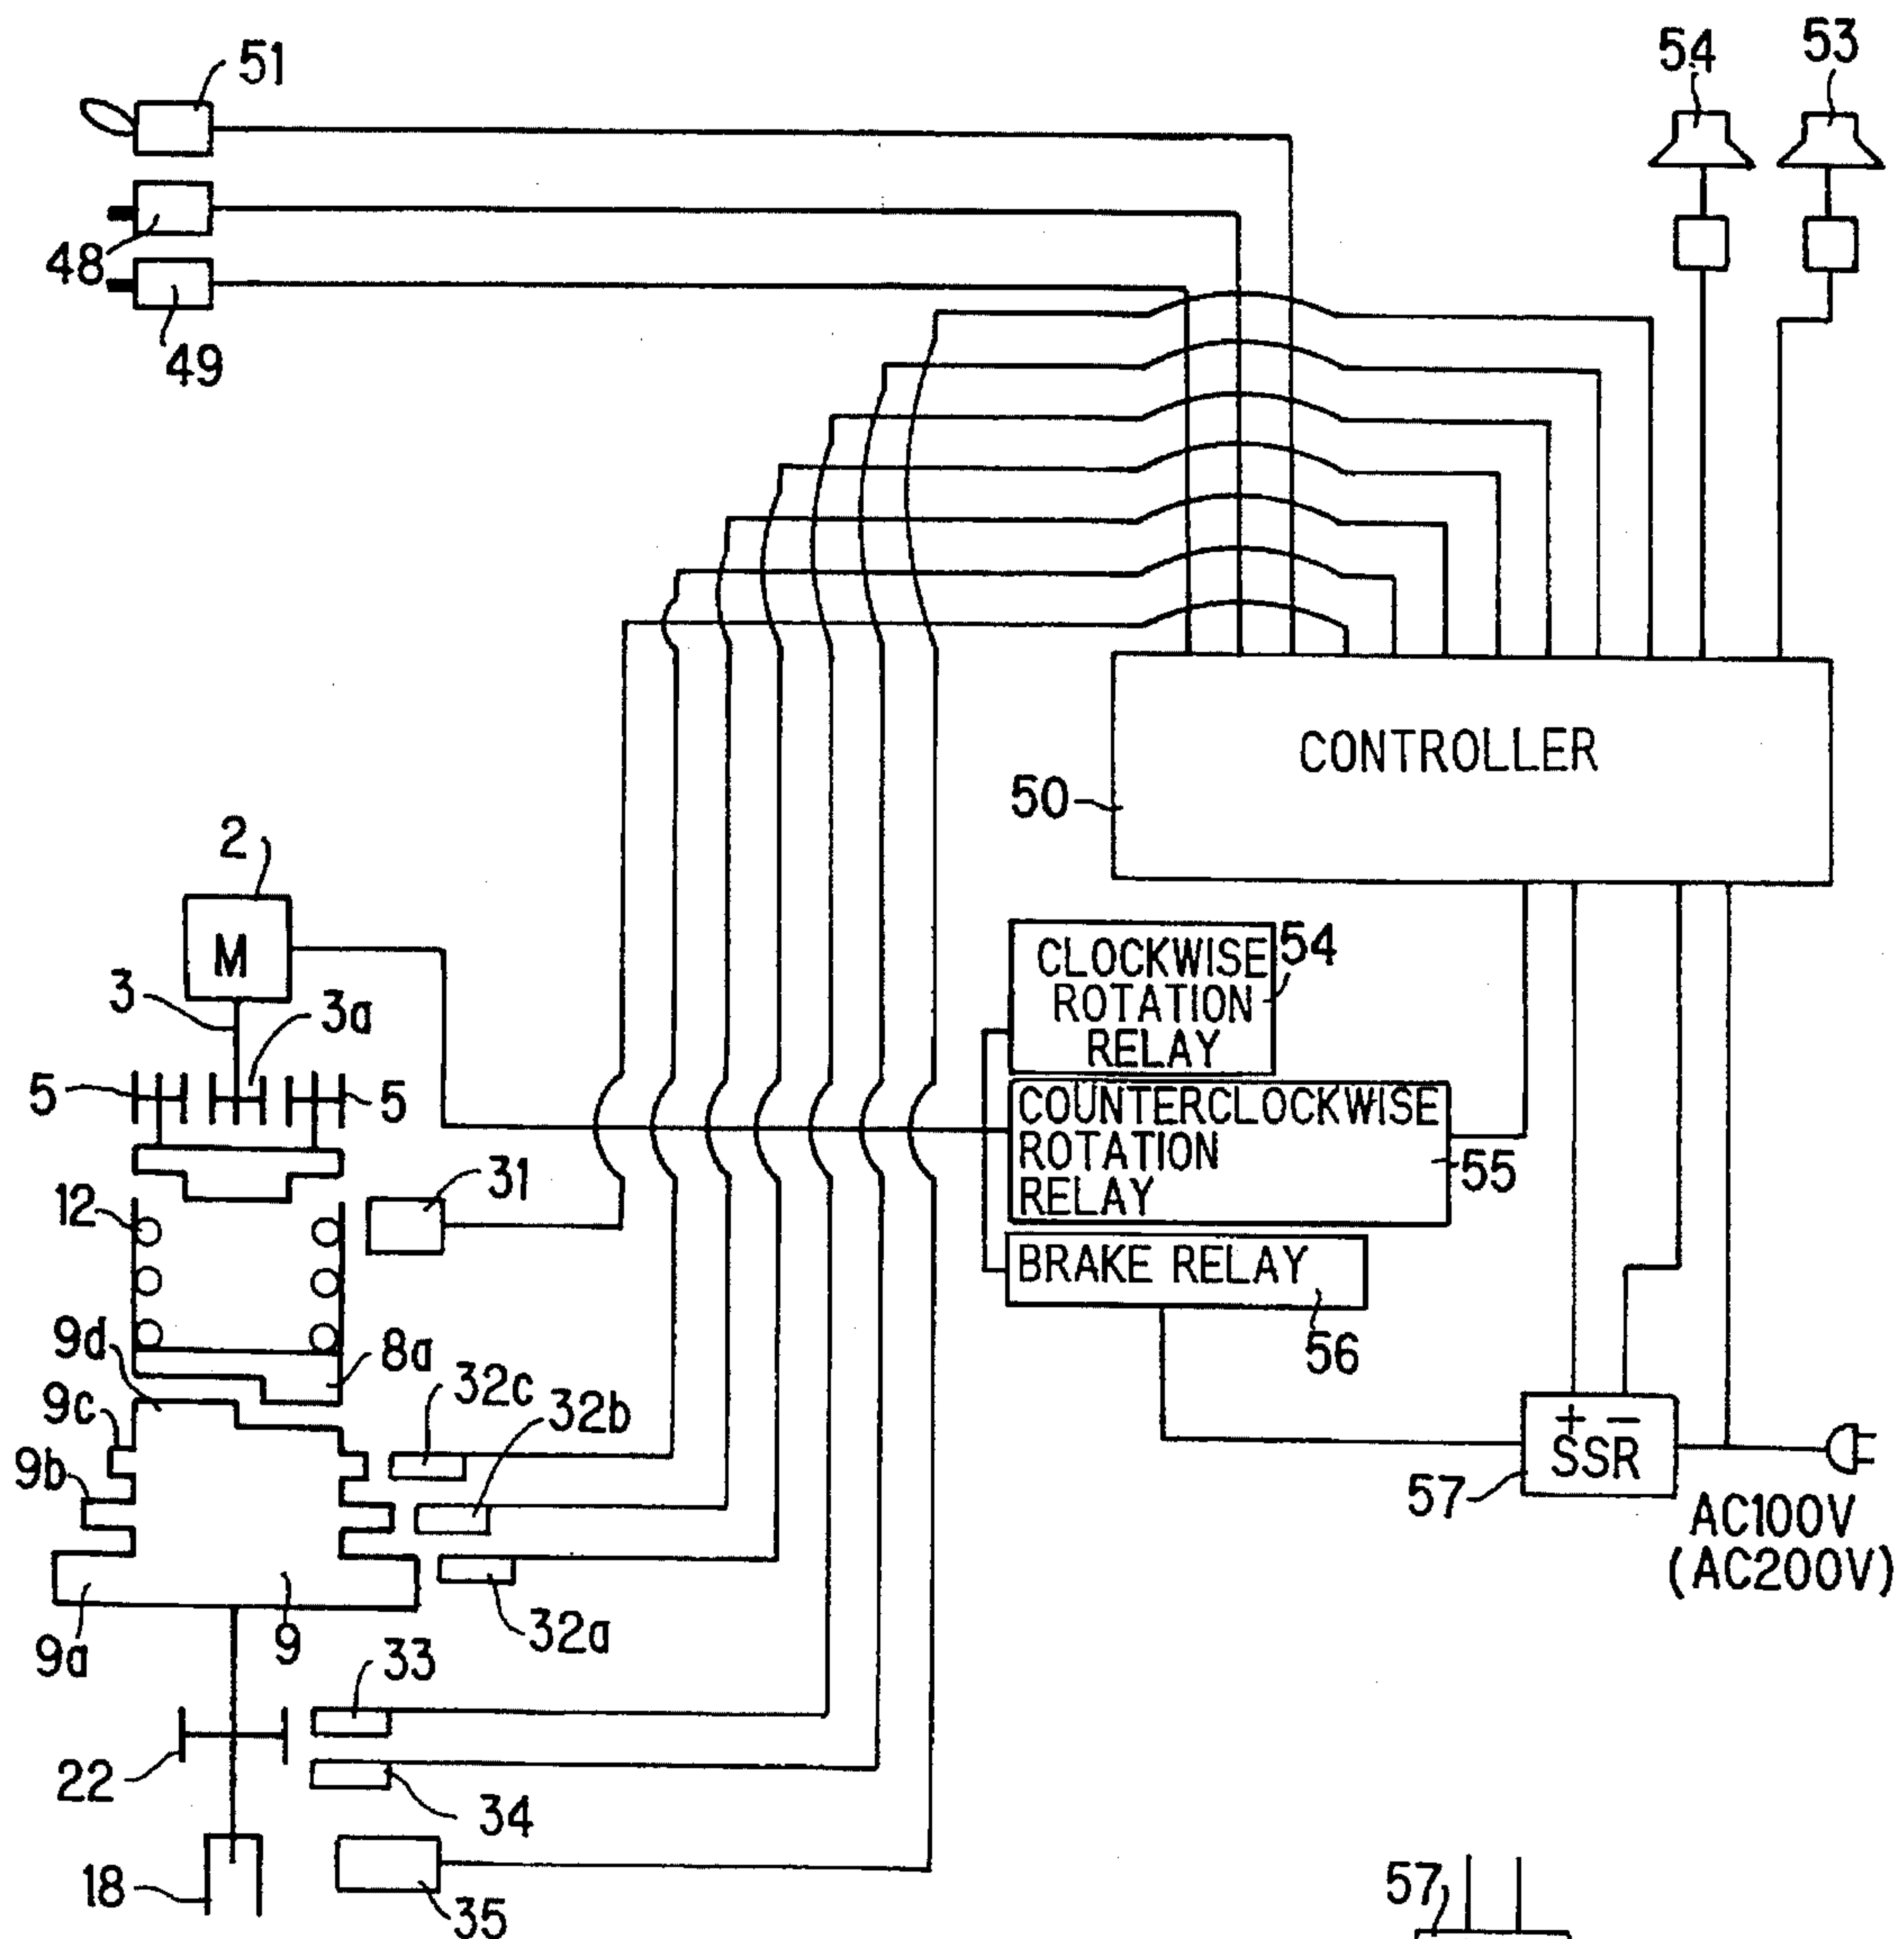 51
54
53
48
49
CONTROLLER
50
2
M
3
3a
5
5
CLOCKWISE
ROTATION
RELAY
54
COUNTERCLOCKWISE
ROTATION
RELAY
55
31
12
BRAKE RELAY
56
9d
8a
9c
32c
32b
9b
+ −
SSR
57
AC100V
(AC200V)
9a
9
32a
33
22
34
18
35
57